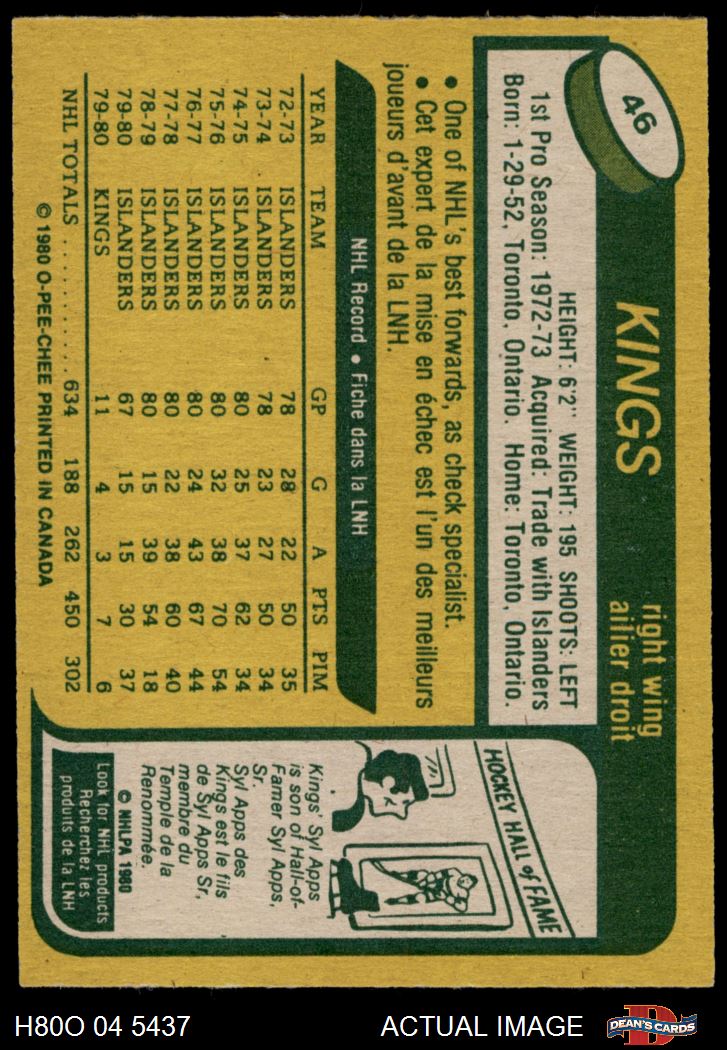 46
KINGS
right wing
ailier droit
HEIGHT: 6'2" WEIGHT: 195 SHOOTS: LEFT
1st Pro Season: 1972-73 Acquired: Trade with Islanders
Born: 1-29-52, Toronto, Ontario. Home: Toronto, Ontario.
• One of NHL's best forwards, as check specialist.
• Cet expert de la mise en échec est l'un des meilleurs
joueurs d'avant de la LNH.
NHL Record • Fiche dans la LNH
YEAR TEAM GP G A PTS PIM
72-73 ISLANDERS 78 28 22 50 35
73-74 ISLANDERS 78 23 27 50 34
74-75 ISLANDERS 80 25 37 62 34
75-76 ISLANDERS 80 32 38 70 54
76-77 ISLANDERS 80 24 43 67 44
77-78 ISLANDERS 80 22 38 60 40
78-79 ISLANDERS 80 15 39 54 18
79-80 ISLANDERS 67 15 15 30 37
79-80 KINGS 11 4 3 7 6
NHL TOTALS ............ 634 188 262 450 302
© 1980 O-PEE-CHEE PRINTED IN CANADA
HOCKEY HALL of FAME
Kings' Syl Apps
is son of Hall-of-
Famer Syl Apps,
Sr.
Syl Apps des
Kings est le fils
de Syl Apps Sr,
membre du
Temple de la
Renommée.
© NHLPA 1980
Look for NHL products
Recherchez les
produits de la LNH
H80O 04 5437
ACTUAL IMAGE
DEAN'S CARDS